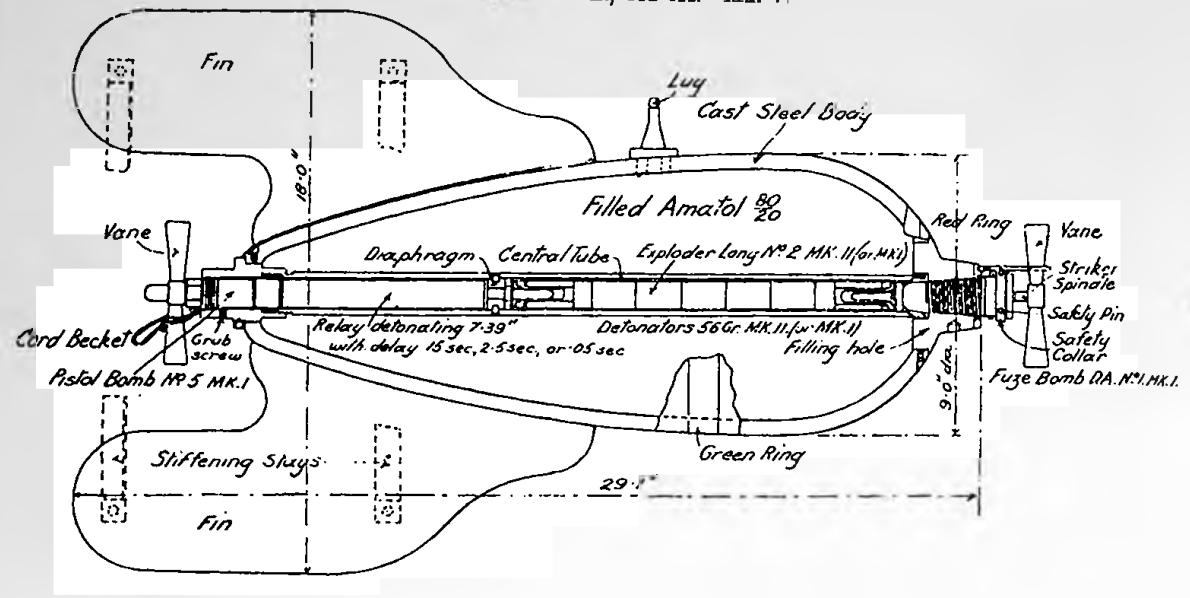 Fin
Lug
Cast Steel Body
18·0"
Filled Amatol 80/20
Red Ring
Vane
Vane
Diaphragm
Central Tube
Exploder Long Nº 2 MK.II (or MK I)
Striker
Spindle
Safety Pin
Safety
Collar
Cord Becket
Grub
screw
Relay detonating 7·39"
with delay 15 sec, 2·5 sec, or ·05 sec
Detonators 56 Gr. MK.II. (or MK.I)
Filling hole
Pistol Bomb Nº 5 MK.I
9·0" dia.
Fuze Bomb D.A. Nº 1. MK.I.
Green Ring
Stiffening Stays
29·1"
Fin